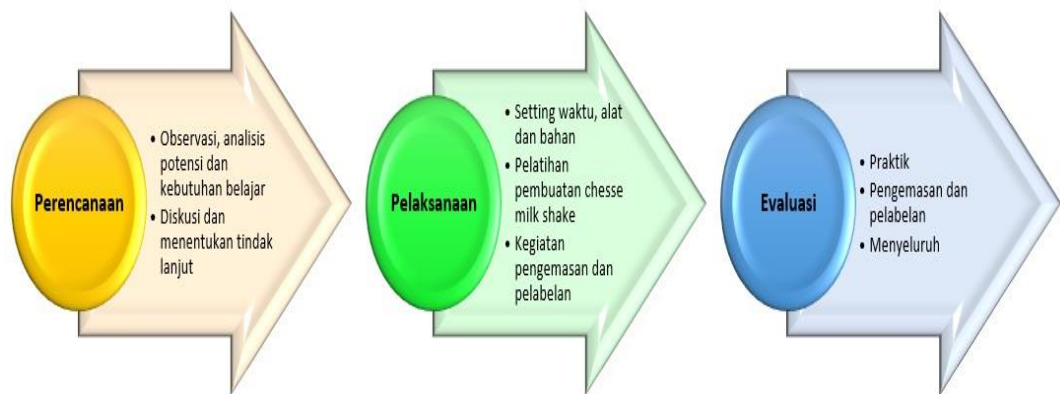 Perencanaan
• Observasi, analisis
potensi dan
kebutuhan belajar
• Diskusi dan
menentukan tindak
lanjut
Pelaksanaan
• Setting waktu, alat
dan bahan
• Pelatihan
pembuatan chesse
milk shake
• Kegiatan
pengemasan dan
pelabelan
Evaluasi
• Praktik
• Pengemasan dan
pelabelan
• Menyeluruh